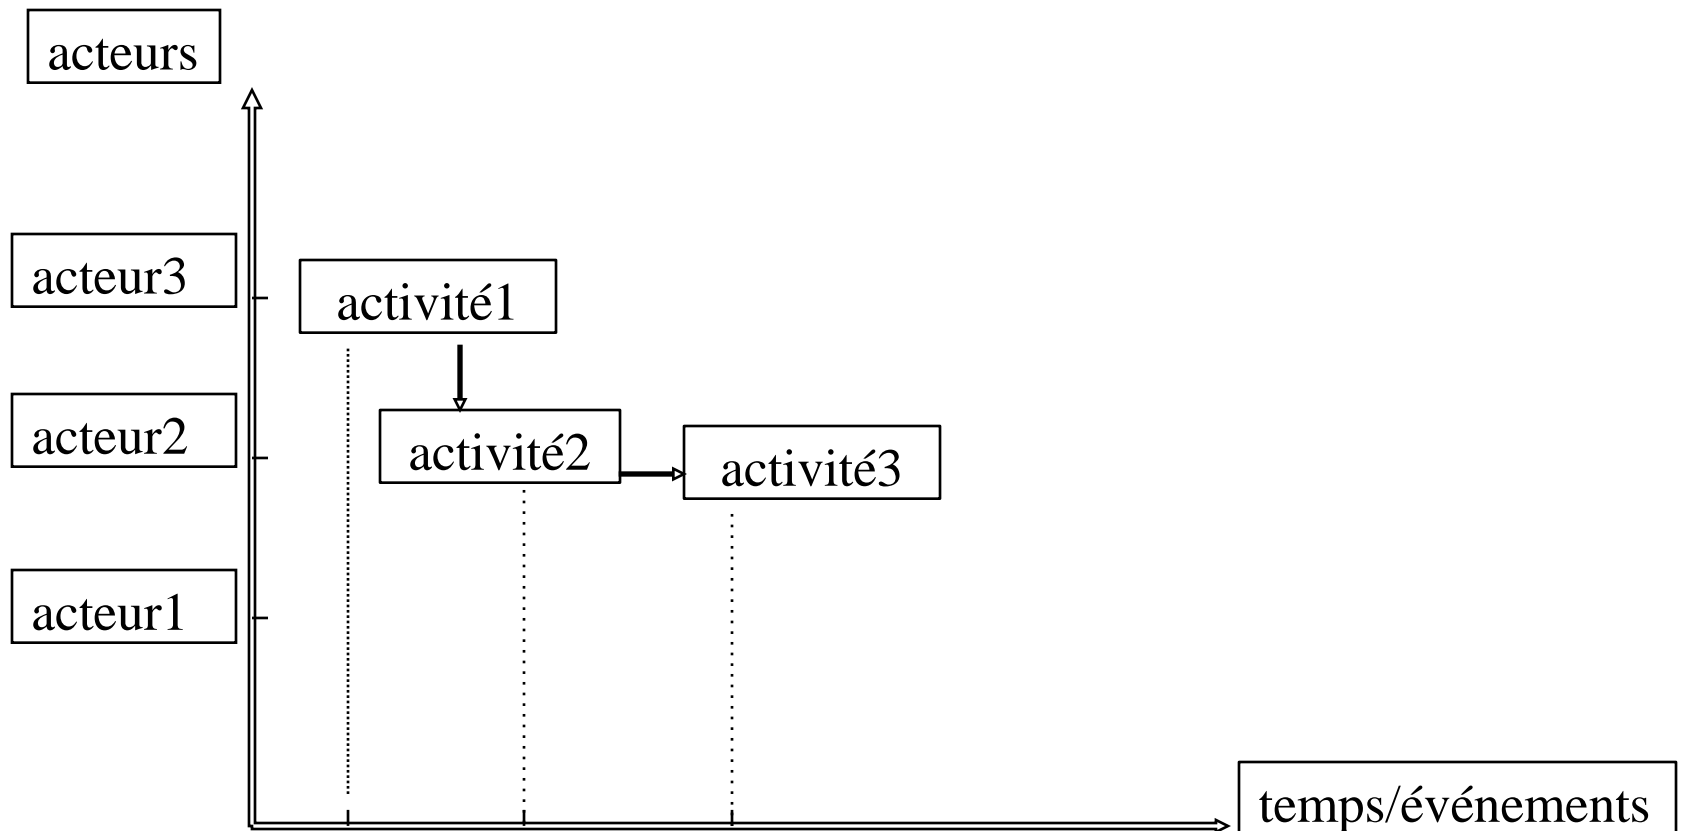 acteurs
acteur3
activité1
acteur2
activité2
activité3
acteur1
temps/événements